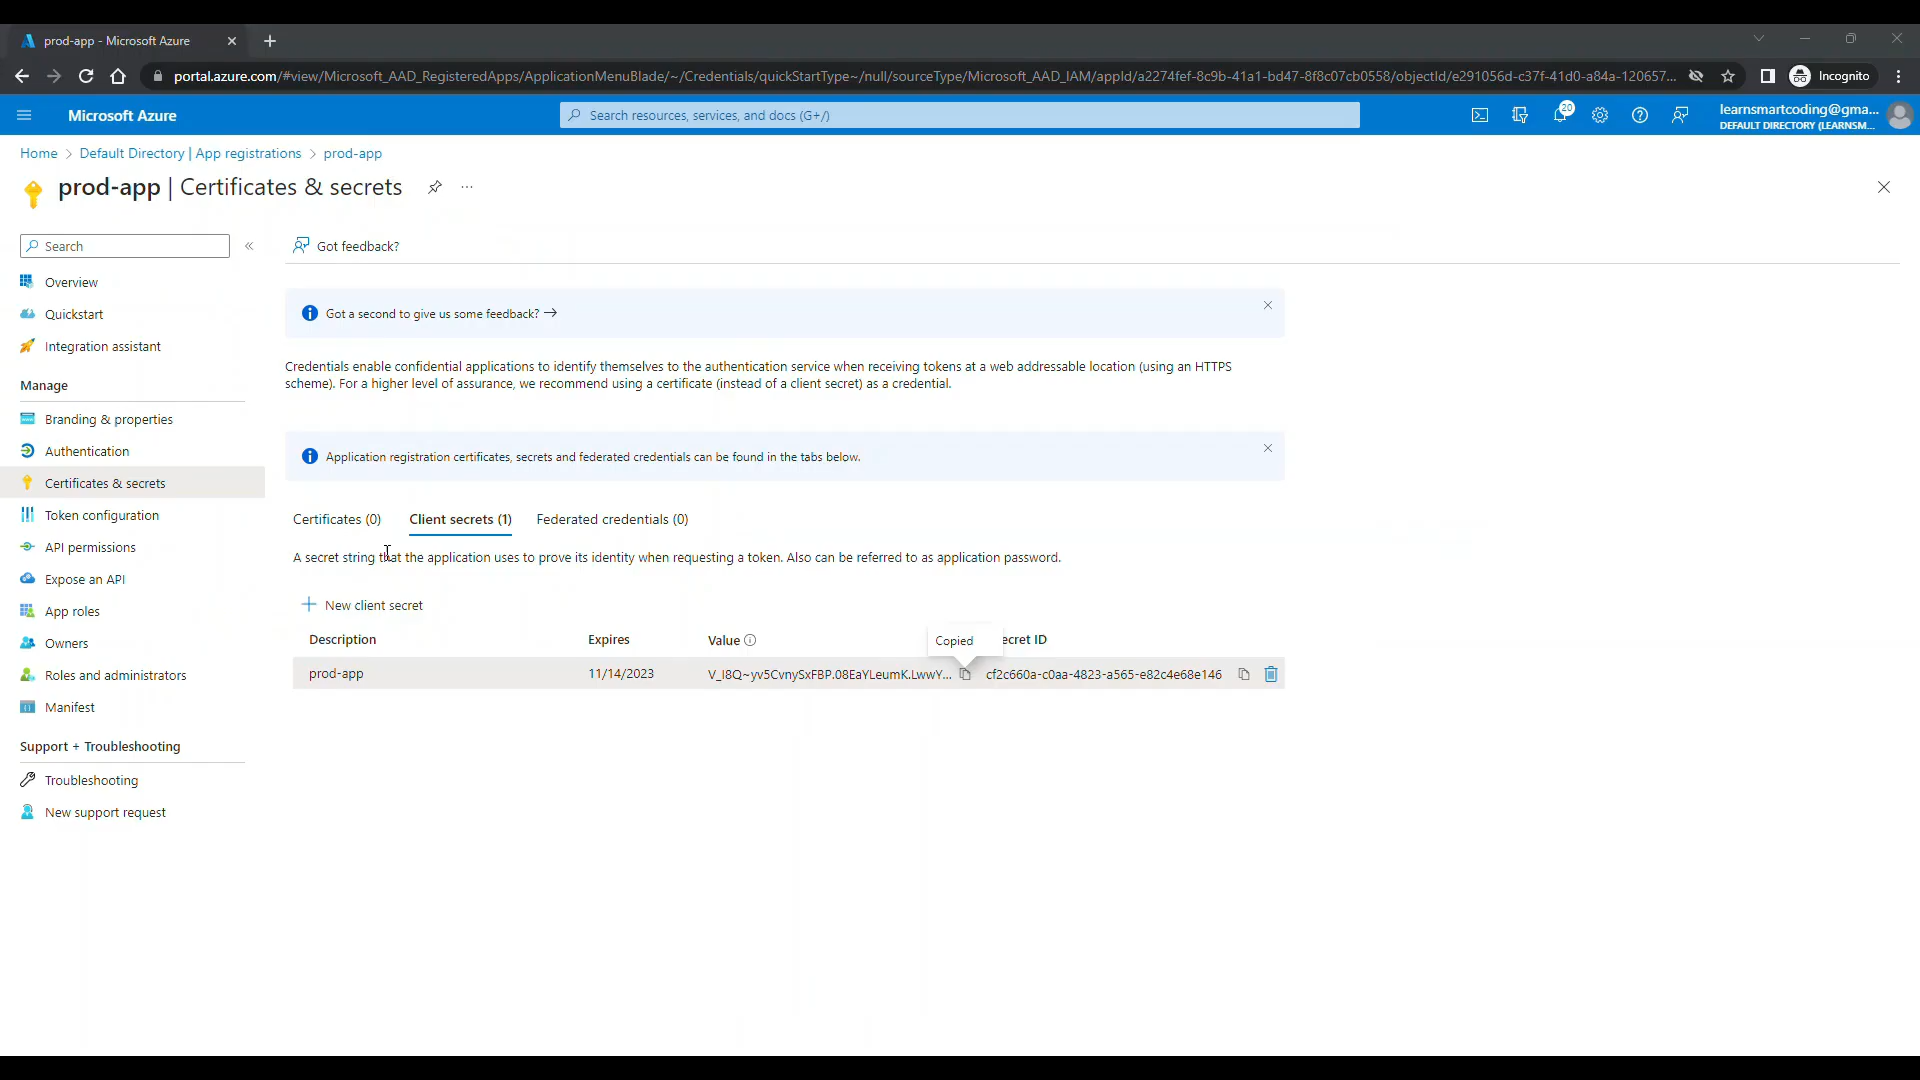 prod-app - Microsoft Azure
portal.azure.com/#view/Microsoft_AAD_RegisteredApps/ApplicationMenuBlade/~/Credentials/quickStartType~/null/sourceType/Microsoft_AAD_IAM/appId/a2274fef-8c9b-41a1-bd47-8f8c07cb0558/objectId/e291056d-c37f-41d0-a84a-120657...
Incognito
Microsoft Azure
Search resources, services, and docs (G+/)
20
learnsmartcoding@gma...
DEFAULT DIRECTORY (LEARNSM...
Home > Default Directory | App registrations > prod-app
prod-app | Certificates & secrets
Search
Got feedback?
Overview
Quickstart
Integration assistant
Manage
Branding & properties
Authentication
Certificates & secrets
Token configuration
API permissions
Expose an API
App roles
Owners
Roles and administrators
Manifest
Support + Troubleshooting
Troubleshooting
New support request
Got a second to give us some feedback?
Credentials enable confidential applications to identify themselves to the authentication service when receiving tokens at a web addressable location (using an HTTPS
scheme). For a higher level of assurance, we recommend using a certificate (instead of a client secret) as a credential.
Application registration certificates, secrets and federated credentials can be found in the tabs below.
Certificates (0) Client secrets (1) Federated credentials (0)
A secret string that the application uses to prove its identity when requesting a token. Also can be referred to as application password.
New client secret
Description Expires Value Copied ecret ID
prod-app 11/14/2023 V_I8Q~yv5CvnySxFBP.08EaYLeumK.LwwY... cf2c660a-c0aa-4823-a565-e82c4e68e146